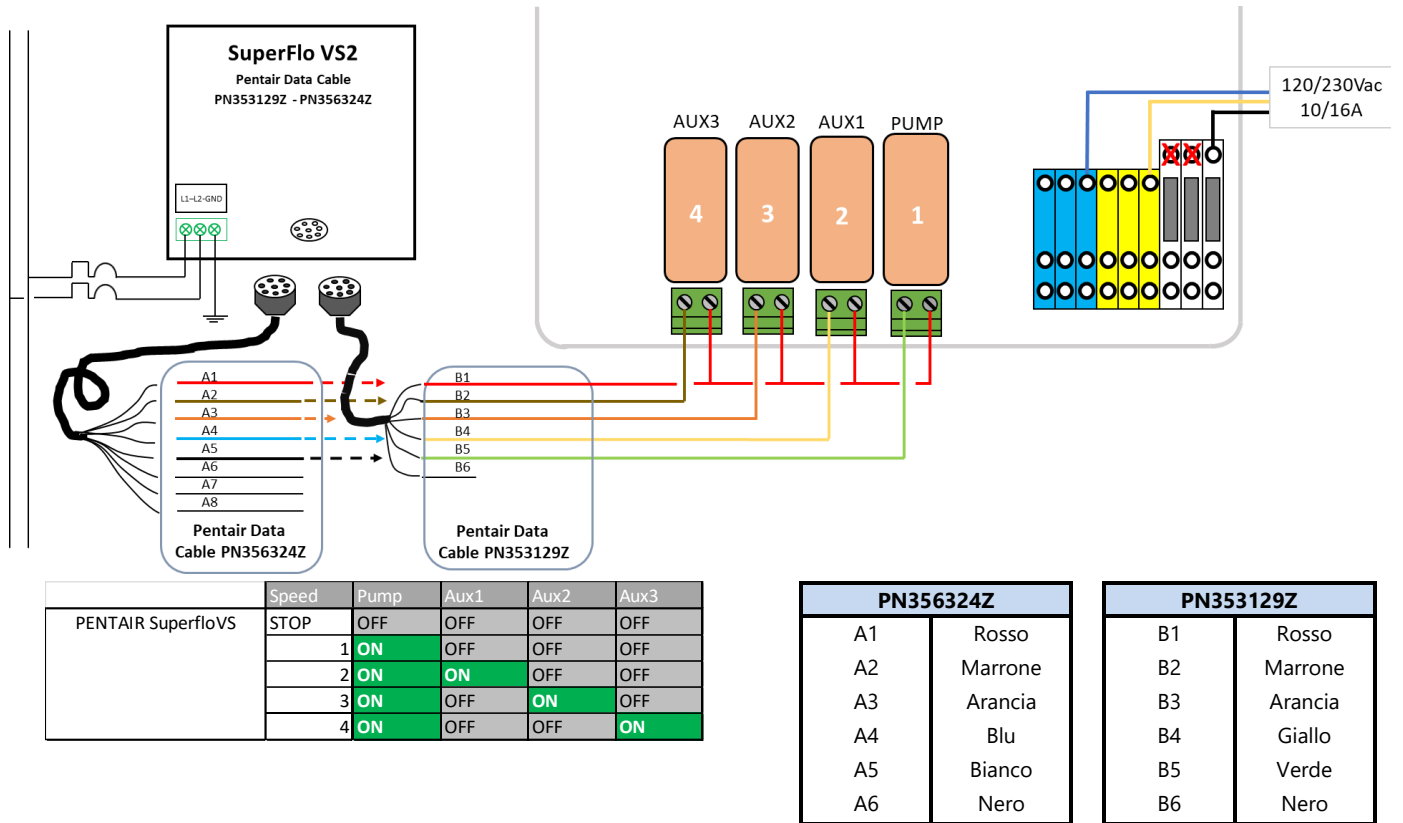 SuperFlo VS2
Pentair Data Cable
PN353129Z - PN356324Z
L1-L2-GND
120/230Vac
10/16A
AUX3 AUX2 AUX1 PUMP
4 3 2 1
A1
A2
A3
A4
A5
A6
A7
A8
Pentair Data
Cable PN356324Z
B1
B2
B3
B4
B5
B6
Pentair Data
Cable PN353129Z
Speed Pump Aux1 Aux2 Aux3
PENTAIR SuperfloVS STOP OFF OFF OFF OFF
1 ON OFF OFF OFF
2 ON ON OFF OFF
3 ON OFF ON OFF
4 ON OFF OFF ON
PN356324Z
A1 Rosso
A2 Marrone
A3 Arancia
A4 Blu
A5 Bianco
A6 Nero
PN353129Z
B1 Rosso
B2 Marrone
B3 Arancia
B4 Giallo
B5 Verde
B6 Nero